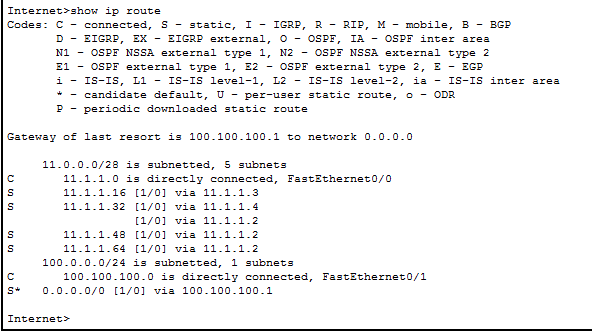 Internet>show ip route
Codes: C - connected, S - static, I - IGRP, R - RIP, M - mobile, B - BGP
D - EIGRP, EX - EIGRP external, O - OSPF, IA - OSPF inter area
N1 - OSPF NSSA external type 1, N2 - OSPF NSSA external type 2
E1 - OSPF external type 1, E2 - OSPF external type 2, E - EGP
i - IS-IS, L1 - IS-IS level-1, L2 - IS-IS level-2, ia - IS-IS inter area
* - candidate default, U - per-user static route, o - ODR
P - periodic downloaded static route
Gateway of last resort is 100.100.100.1 to network 0.0.0.0
11.0.0.0/28 is subnetted, 5 subnets
C 11.1.1.0 is directly connected, FastEthernet0/0
S 11.1.1.16 [1/0] via 11.1.1.3
S 11.1.1.32 [1/0] via 11.1.1.4
[1/0] via 11.1.1.2
S 11.1.1.48 [1/0] via 11.1.1.2
S 11.1.1.64 [1/0] via 11.1.1.2
100.0.0.0/24 is subnetted, 1 subnets
C 100.100.100.0 is directly connected, FastEthernet0/1
S* 0.0.0.0/0 [1/0] via 100.100.100.1
Internet>